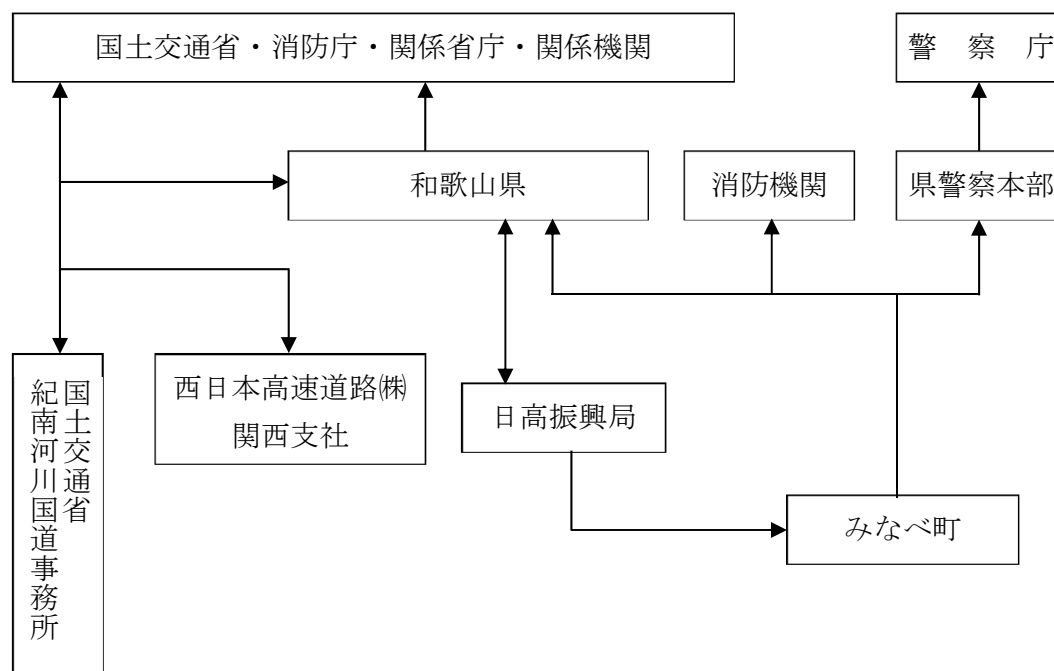 国土交通省・消防庁・関係省庁・関係機関
警察庁
和歌山県
消防機関
県警察本部
国土交通省
紀南河川国道事務所
西日本高速道路㈱
関西支社
日高振興局
みなべ町